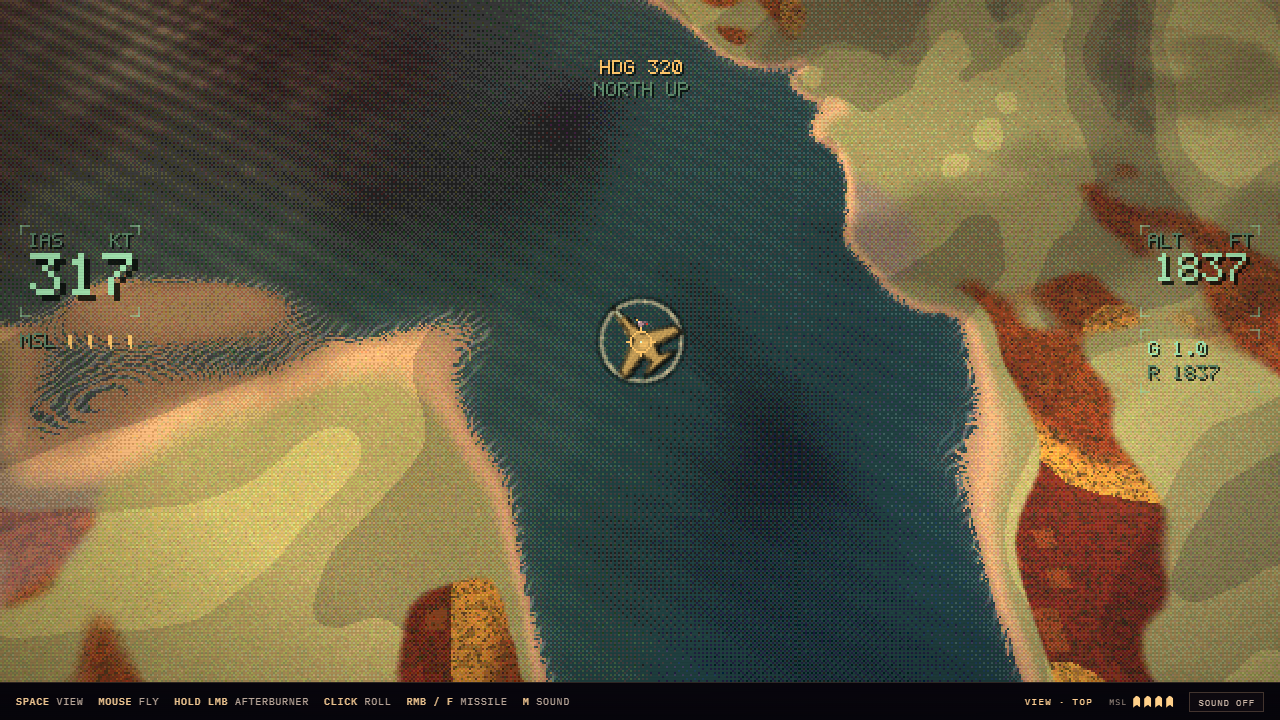 HDG 320
NORTH UP
IAS KT
317
MSL
ALT FT
1837
G 1.0
R 1837
SPACE VIEW MOUSE FLY HOLD LMB AFTERBURNER CLICK ROLL RMB / F MISSILE M SOUND
VIEW · TOP MSL SOUND OFF